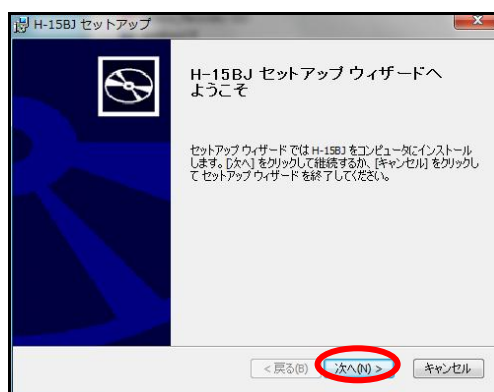 H-15BJ セットアップ
H-15BJ セットアップ ウィザードへ
ようこそ
セットアップ ウィザード では H-15BJ をコンピュータにインストール
します。[次へ] をクリックして継続するか、[キャンセル] をクリックし
て セットアップ ウィザード を終了してください。
< 戻る(B)
次へ(N) >
キャンセル